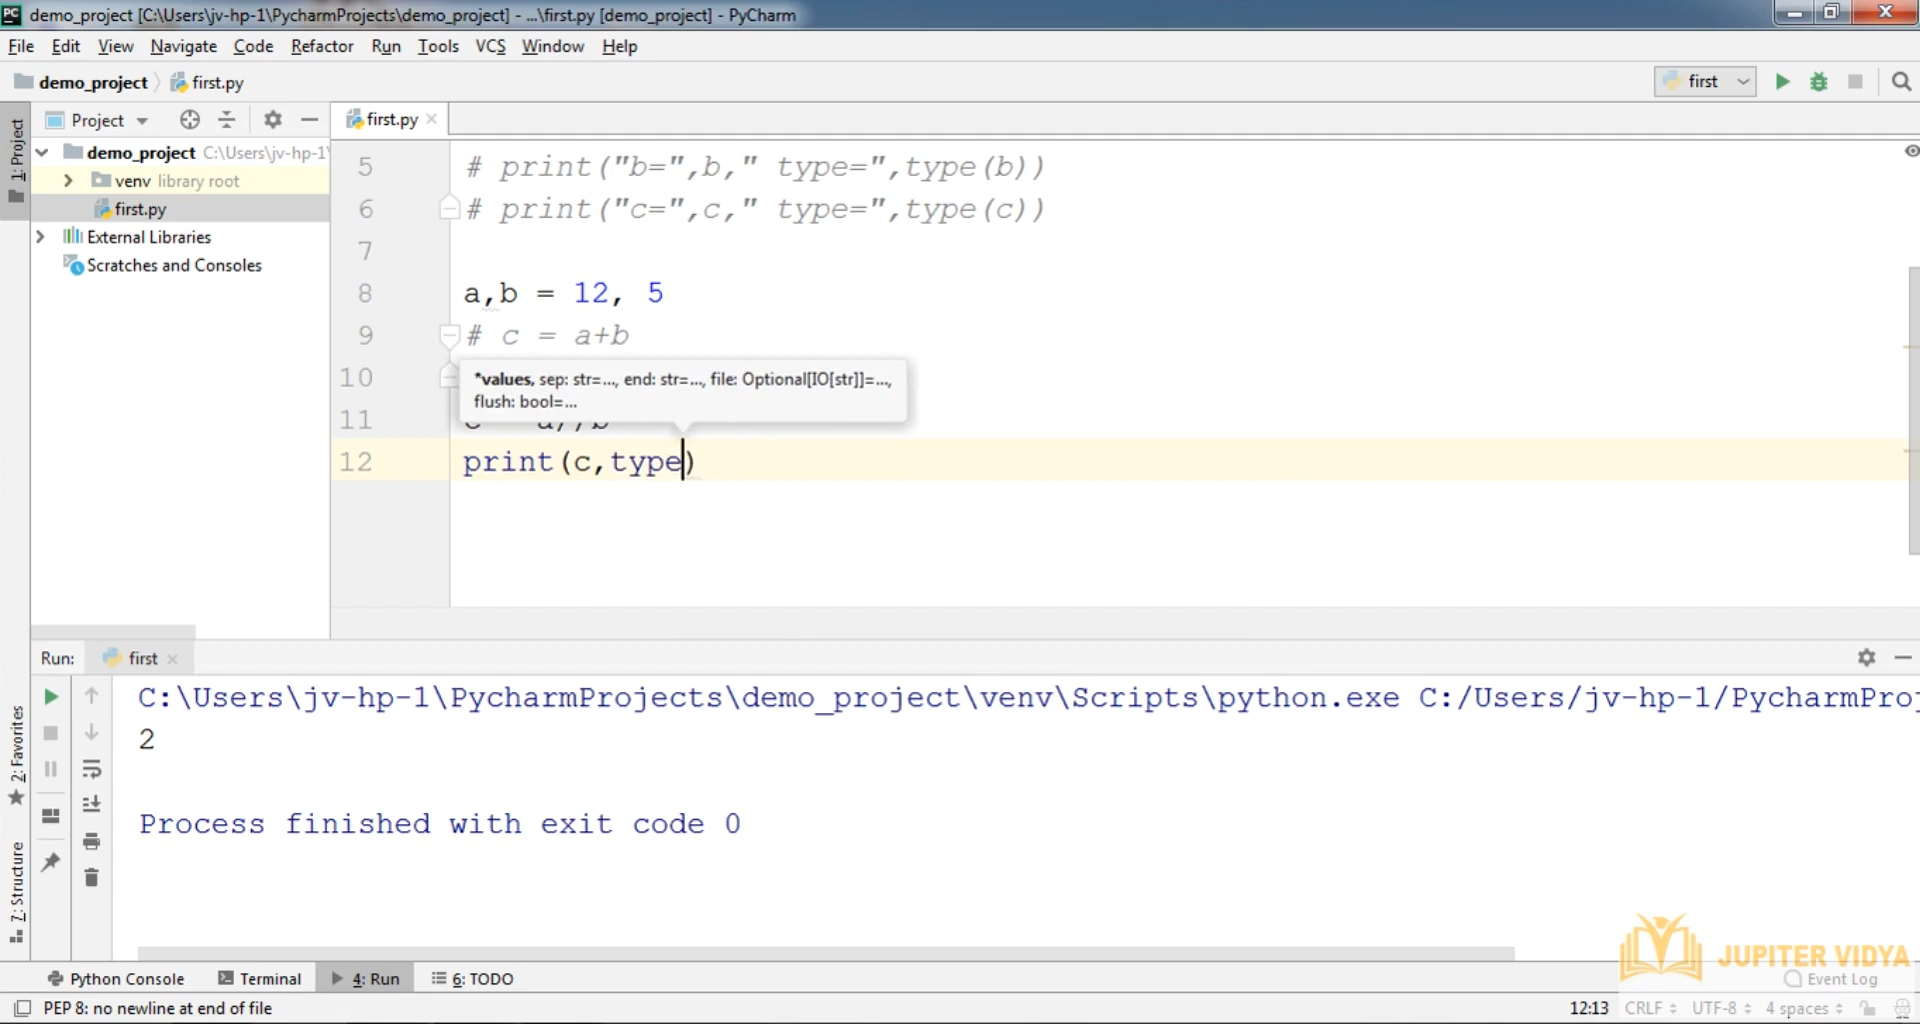 PC demo_project [C:\Users\jv-hp-1\PycharmProjects\demo_project] - ...\first.py [demo_project] - PyCharm
File Edit View Navigate Code Refactor Run Tools VCS Window Help
demo_project first.py first
1: Project
Project
demo_project C:\Users\jv-hp-1\
venv library root
first.py
External Libraries
Scratches and Consoles
first.py
5 # print("b=",b," type=",type(b))
6 # print("c=",c," type=",type(c))
7
8 a,b = 12, 5
9 # c = a+b
10
*values, sep: str=..., end: str=..., file: Optional[IO[str]]=...,
flush: bool=...
11 c = a//b
12 print(c,type)
Run: first
C:\Users\jv-hp-1\PycharmProjects\demo_project\venv\Scripts\python.exe C:/Users/jv-hp-1/PycharmProj
2
Process finished with exit code 0
2: Favorites
7: Structure
JUPITER VIDYA
Python Console Terminal 4: Run 6: TODO Event Log
PEP 8: no newline at end of file 12:13 CRLF UTF-8 4 spaces